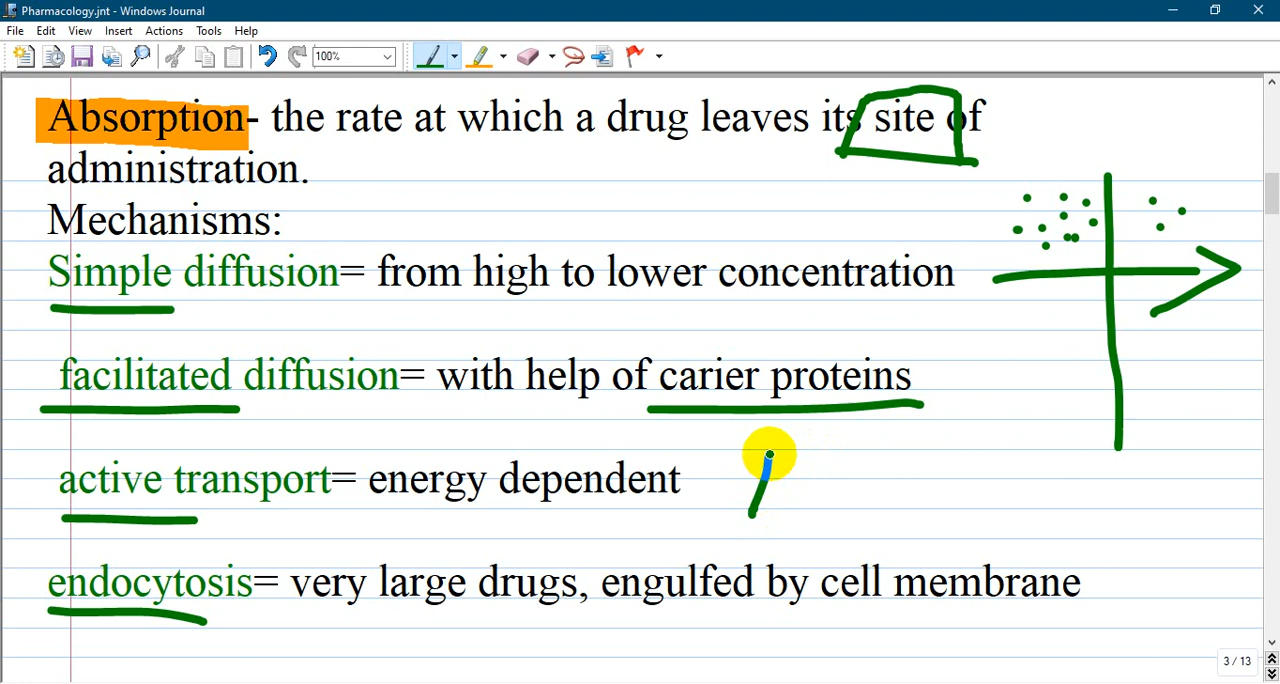 Pharmacology.jnt - Windows Journal
File Edit View Insert Actions Tools Help
100%
Absorption- the rate at which a drug leaves its site of
administration.
Mechanisms:
Simple diffusion= from high to lower concentration
facilitated diffusion= with help of carier proteins
active transport= energy dependent
endocytosis= very large drugs, engulfed by cell membrane
3 / 13